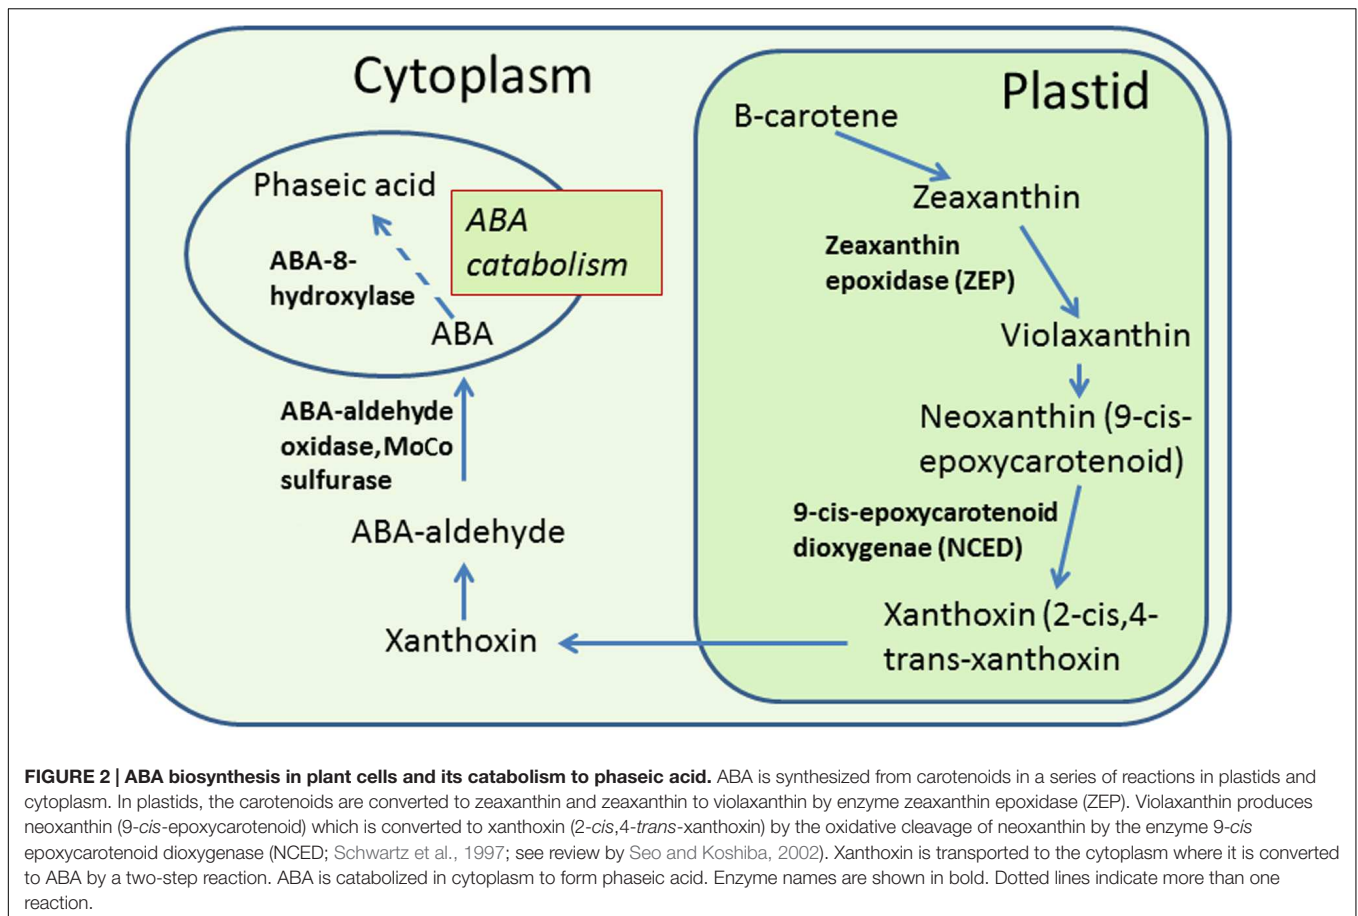 Cytoplasm
Plastid
B-carotene
Zeaxanthin
Zeaxanthin
epoxidase (ZEP)
Violaxanthin
Neoxanthin (9-cis-
epoxycarotenoid)
9-cis-epoxycarotenoid
dioxygenae (NCED)
Xanthoxin (2-cis,4-
trans-xanthoxin
Xanthoxin
ABA-aldehyde
ABA-aldehyde
oxidase, MoCo
sulfurase
ABA
ABA-8-
hydroxylase
Phaseic acid
ABA
catabolism
FIGURE 2 | ABA biosynthesis in plant cells and its catabolism to phaseic acid. ABA is synthesized from carotenoids in a series of reactions in plastids and
cytoplasm. In plastids, the carotenoids are converted to zeaxanthin and zeaxanthin to violaxanthin by enzyme zeaxanthin epoxidase (ZEP). Violaxanthin produces
neoxanthin (9-cis-epoxycarotenoid) which is converted to xanthoxin (2-cis,4-trans-xanthoxin) by the oxidative cleavage of neoxanthin by the enzyme 9-cis
epoxycarotenoid dioxygenase (NCED; Schwartz et al., 1997; see review by Seo and Koshiba, 2002). Xanthoxin is transported to the cytoplasm where it is converted
to ABA by a two-step reaction. ABA is catabolized in cytoplasm to form phaseic acid. Enzyme names are shown in bold. Dotted lines indicate more than one
reaction.